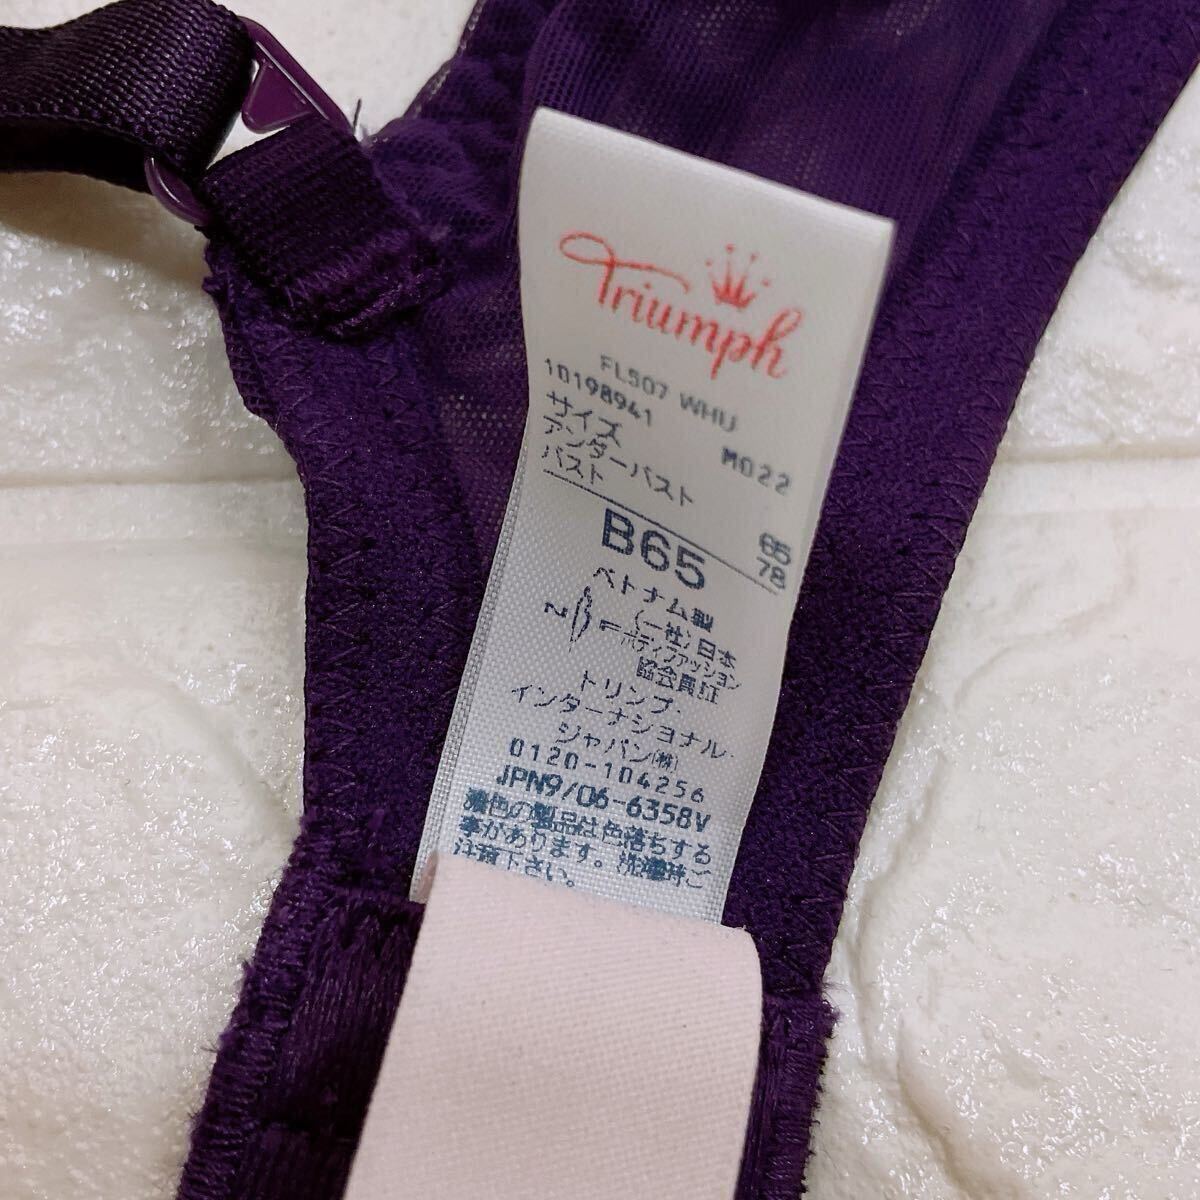 Triumph
FL507 WHU
10198941 M022
サイズ
アンダーバスト 65
バスト 78
B65
ベトナム製
(一社)日本
ボディファッション
協会員証
N B F
トリンプ・
インターナショナル・
ジャパン(株)
0120-104256
JPN9/06-6358V
濃色の製品は色落ちする
事があります。洗濯時ご
注意下さい。